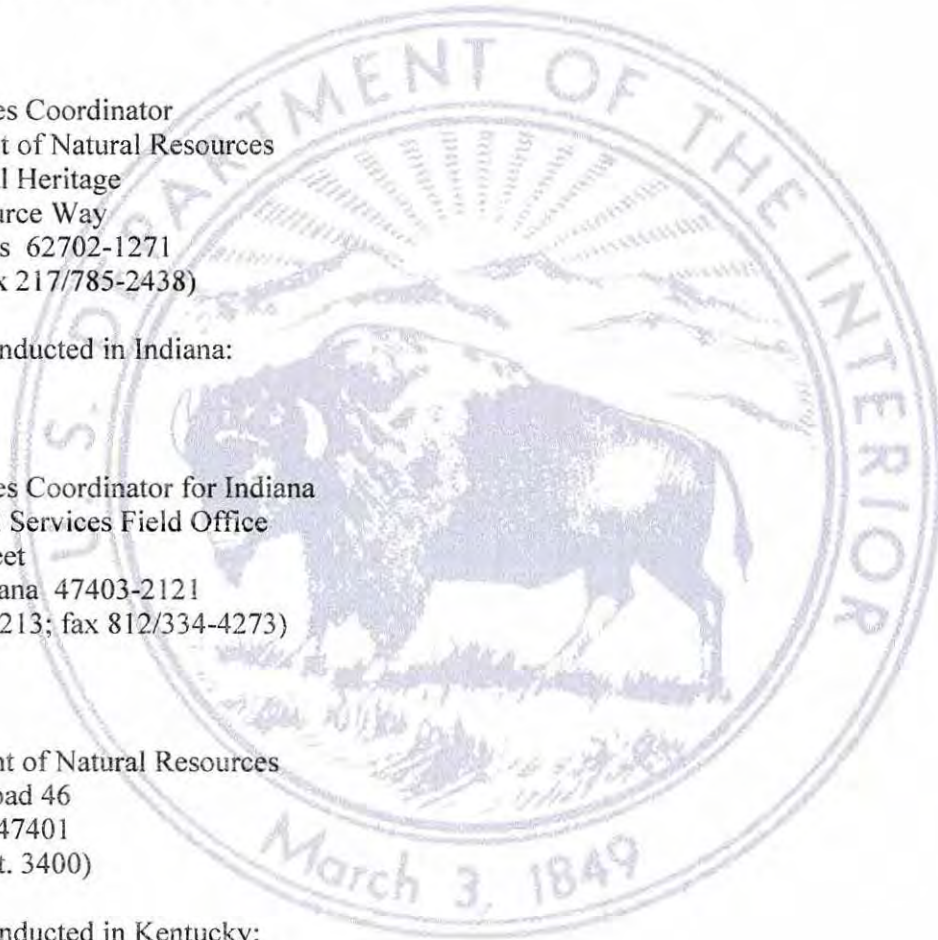 es Coordinator
t of Natural Resources
l Heritage
urce Way
s 62702-1271
x 217/785-2438)
nducted in Indiana:
es Coordinator for Indiana
Services Field Office
eet
ana 47403-2121
213; fax 812/334-4273)
nt of Natural Resources
oad 46
47401
t. 3400)
nducted in Kentucky:
U.S. DEPARTMENT OF THE INTERIOR
March 3, 1849